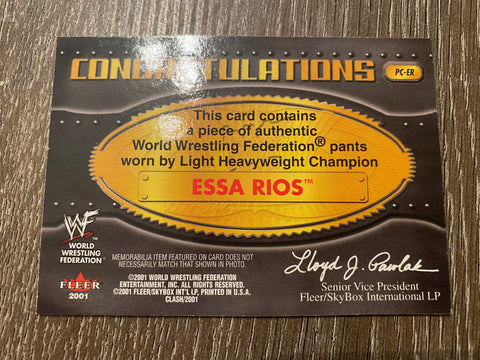 CONGRATULATIONS
PC-ER
This card contains
a piece of authentic
World Wrestling Federation® pants
worn by Light Heavyweight Champion
ESSA RIOS™
WF™
WORLD
WRESTLING
FEDERATION®
FLEER
2001
MEMORABILIA ITEM FEATURED ON CARD DOES NOT
NECESSARILY MATCH THAT SHOWN IN PHOTO.
©2001 WORLD WRESTLING FEDERATION
ENTERTAINMENT, INC. ALL RIGHTS RESERVED.
©2001 FLEER/SKYBOX INT'L LP, PRINTED IN U.S.A.
CLASH/2001
Lloyd J. Pawlak
Senior Vice President
Fleer/SkyBox International LP